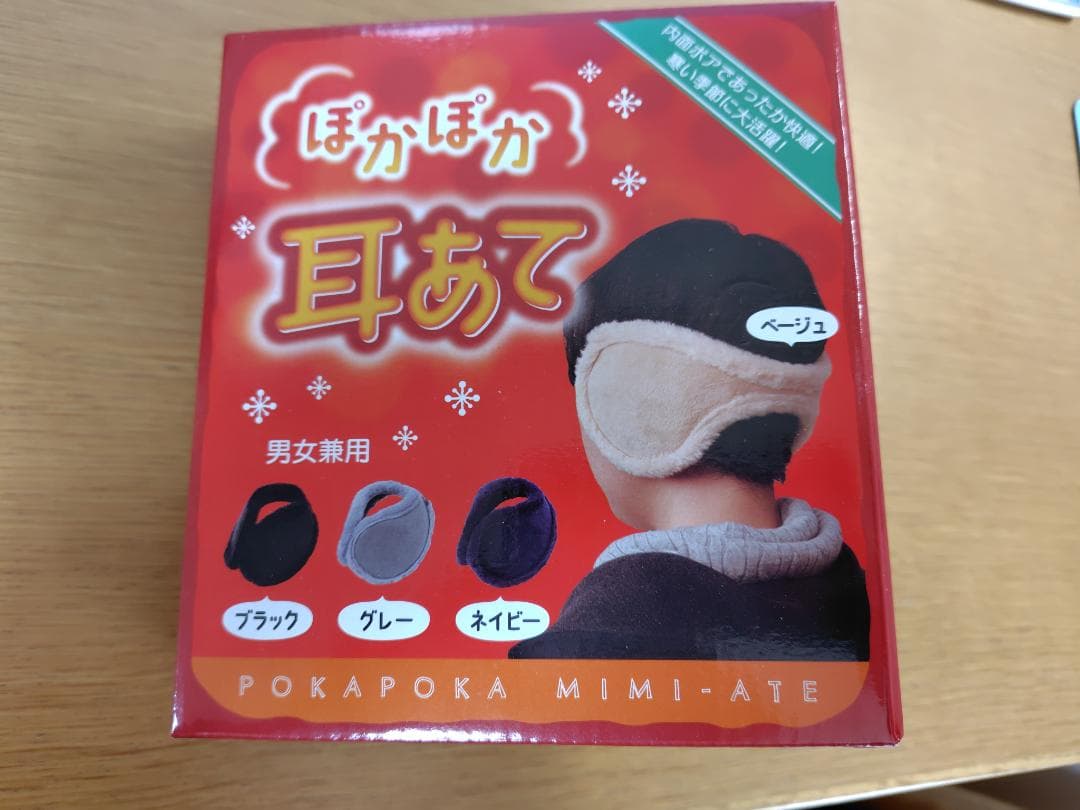 内面ボアであったか快適!
寒い季節に大活躍!
ぽかぽか
耳あて
ベージュ
男女兼用
ブラック
グレー
ネイビー
POKAPOKA MIMI-ATE